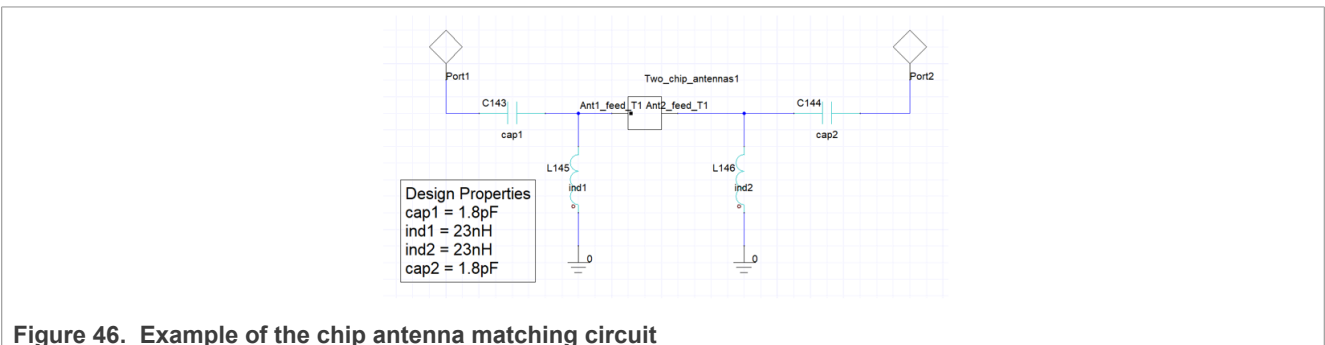 Port1
Port2
Two_chip_antennas1
C143
Ant1_feed_T1 Ant2_feed_T1
C144
cap1
cap2
L145
L146
ind1
ind2
Design Properties
cap1 = 1.8pF
ind1 = 23nH
ind2 = 23nH
cap2 = 1.8pF
0
0
Figure 46. Example of the chip antenna matching circuit